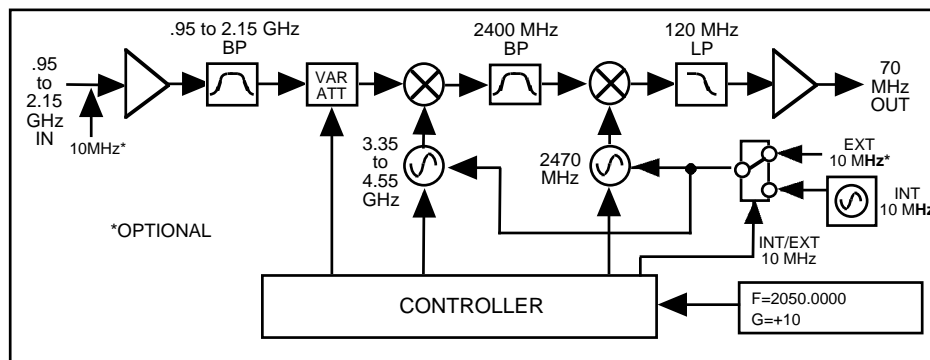 .95 to 2.15 GHz
BP
2400 MHz
BP
120 MHz
LP
.95
to
2.15
GHz
IN
VAR
ATT
70
MHz
OUT
10MHz*
3.35
to
4.55
GHz
2470
MHz
EXT
10 MHz*
INT
10 MHz
*OPTIONAL
INT/EXT
10 MHz
CONTROLLER
F=2050.0000
G=+10